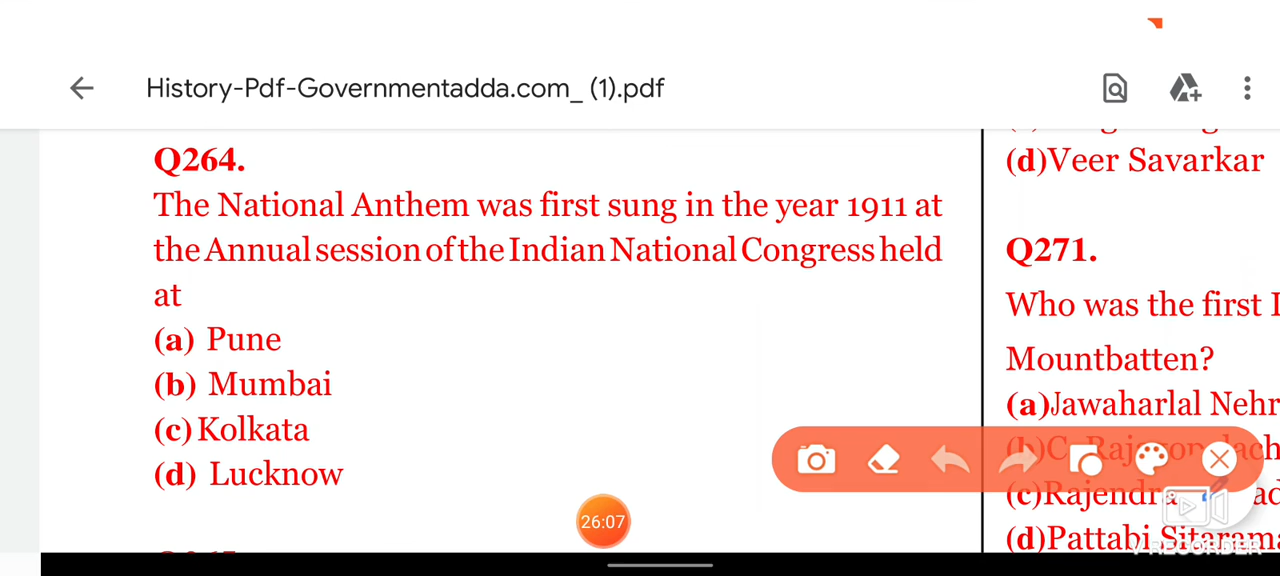 History-Pdf-Governmentadda.com_ (1).pdf
Q264.
The National Anthem was first sung in the year 1911 at
the Annual session of the Indian National Congress held
at
(a) Pune
(b) Mumbai
(c) Kolkata
(d) Lucknow
26:07
(d)Veer Savarkar
Q271.
Who was the first
Mountbatten?
(a)Jawaharlal Nehr
(c)Rajendra
(d)Pattabi Sitarama
RECORDER